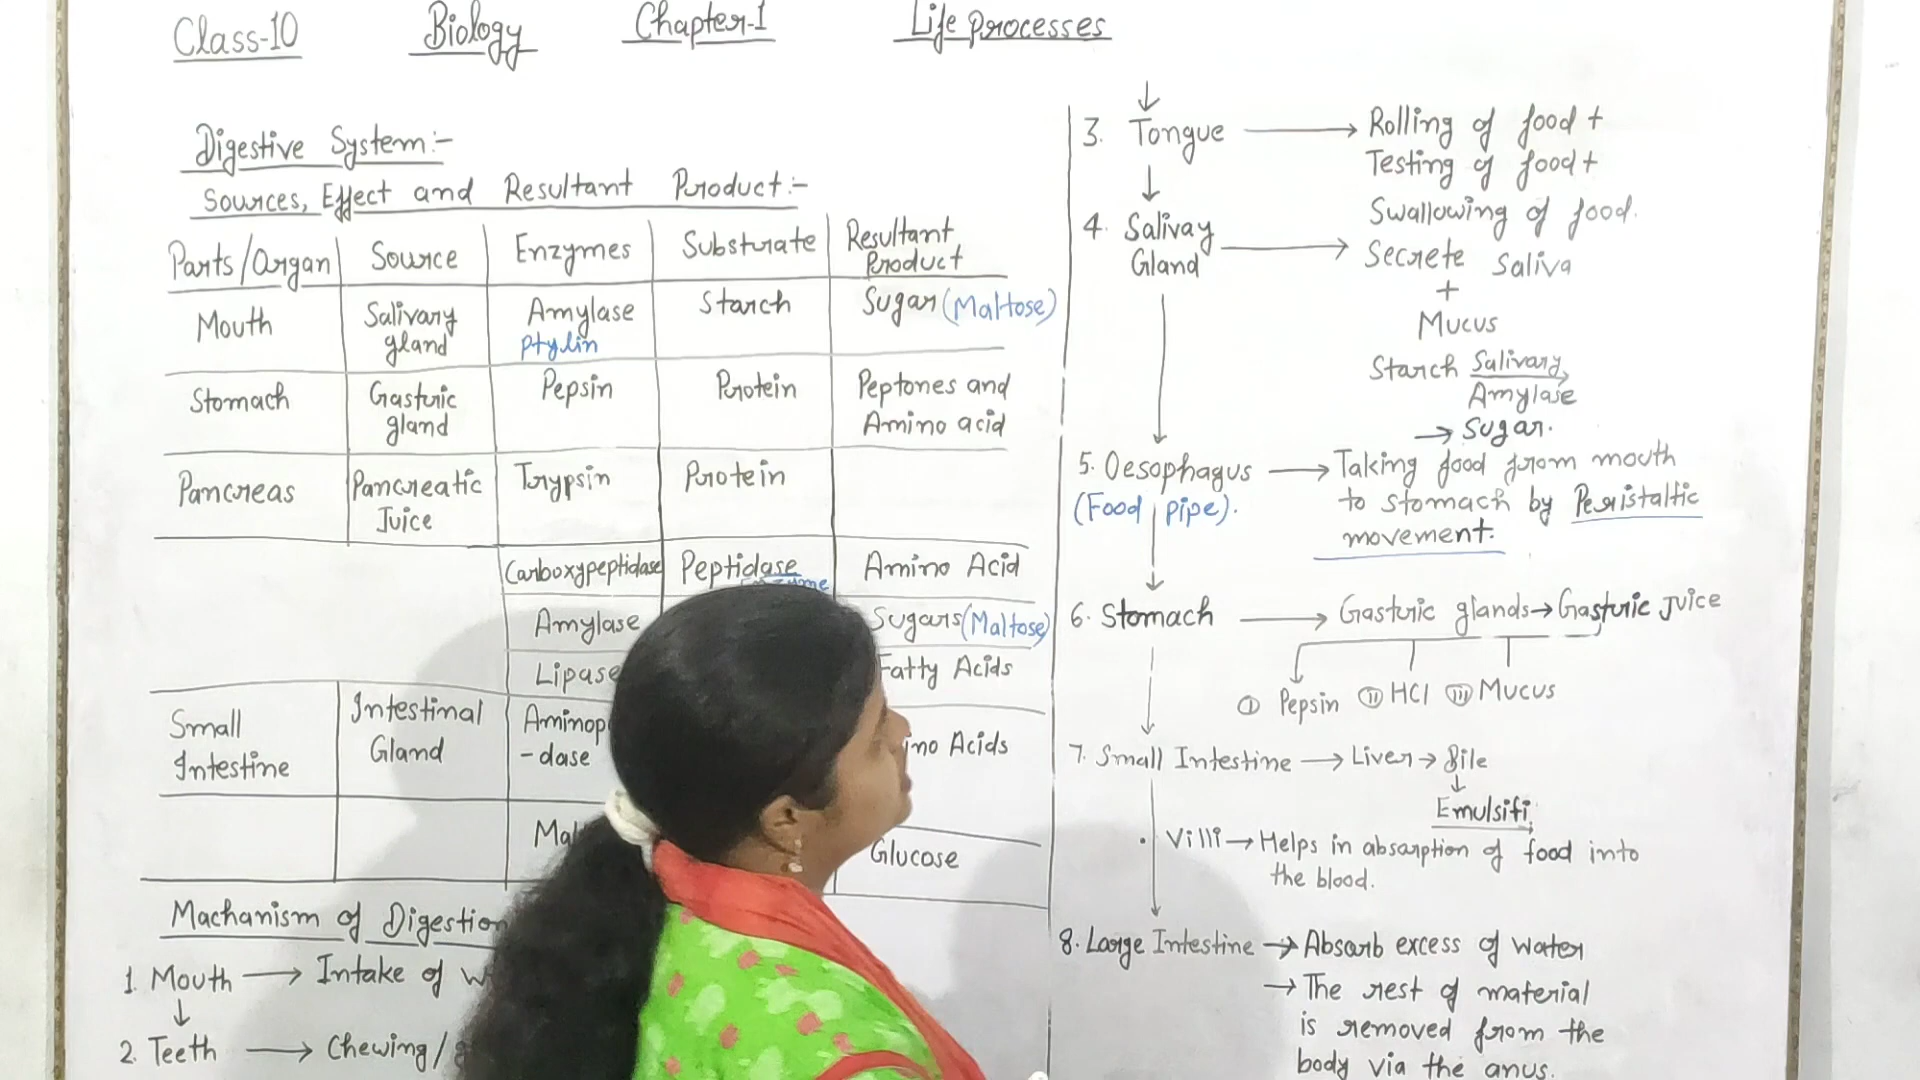 Class-10 Biology Chapter-1 Life Processes
Digestive System:-
Sources, Effect and Resultant Product:-
Parts/Organ Source Enzymes Substrate Resultant Product
Mouth Salivary gland Amylase Ptylin Starch Sugar (Maltose)
Stomach Gastric gland Pepsin Protein Peptones and Amino acid
Pancreas Pancreatic Juice Trypsin Protein
Carboxypeptidase Peptidase Enzyme Amino Acid
Amylase Sugars (Maltose)
Lipase Fatty Acids
Small Intestine Intestinal Gland -dase Acids
Glucose
Machanism of Digestion
1. Mouth → Intake of
↓
2. Teeth → Chewing/
↓
3. Tongue → Rolling of food +
Testing of food +
Swallowing of food.
↓
4. Salivay Gland → Secrete Saliva
+
Mucus
Starch Salivary Amylase
→ Sugar.
↓
5. Oesophagus → Taking food from mouth
(Food pipe). to stomach by Peristaltic
movement.
↓
6. Stomach → Gastric glands → Gastric Juice
① Pepsin ⓘⓘ HCl ⓘⓘⓘ Mucus
↓
7. Small Intestine → Liver → Bile
↓
Emulsifi
• Villi → Helps in absorption of food into
the blood.
↓
8. Large Intestine → Absorb excess of water
→ The rest of material
is removed from the
body via the anus.